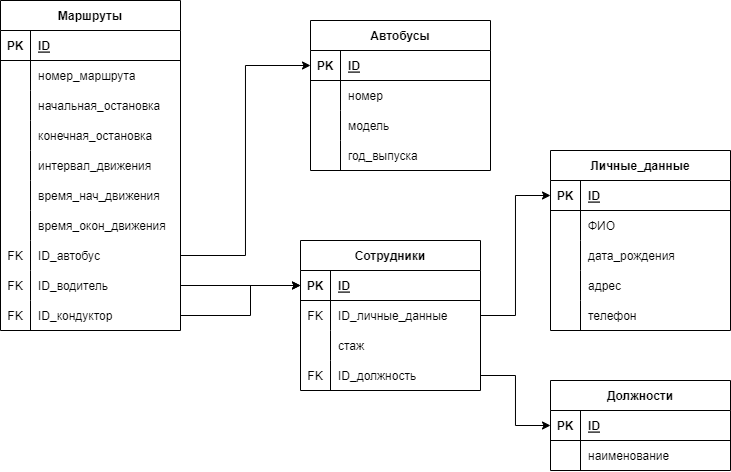 Маршруты
PK ID
номер_маршрута
начальная_остановка
конечная_остановка
интервал_движения
время_нач_движения
время_окон_движения
FK ID_автобус
FK ID_водитель
FK ID_кондуктор
Автобусы
PK ID
номер
модель
год_выпуска
Сотрудники
PK ID
FK ID_личные_данные
стаж
FK ID_должность
Личные_данные
PK ID
ФИО
дата_рождения
адрес
телефон
Должности
PK ID
наименование